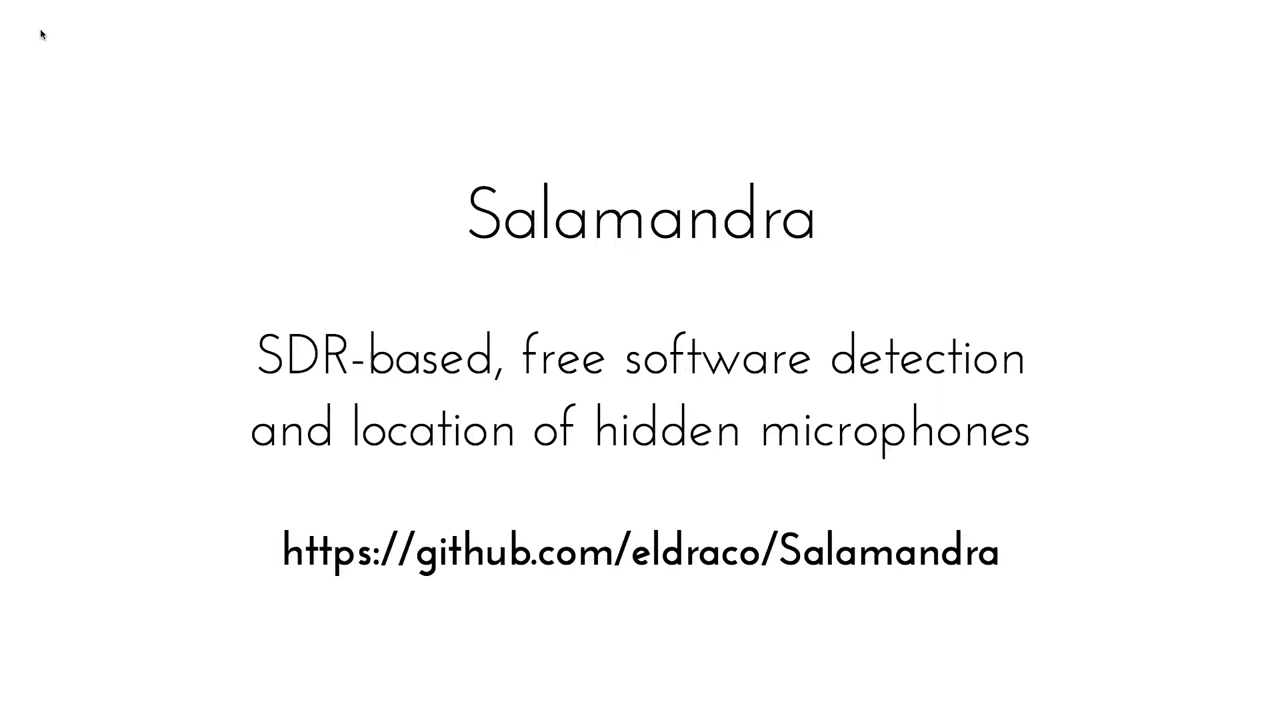 Salamandra
SDR-based, free software detection
and location of hidden microphones
https://github.com/eldraco/Salamandra